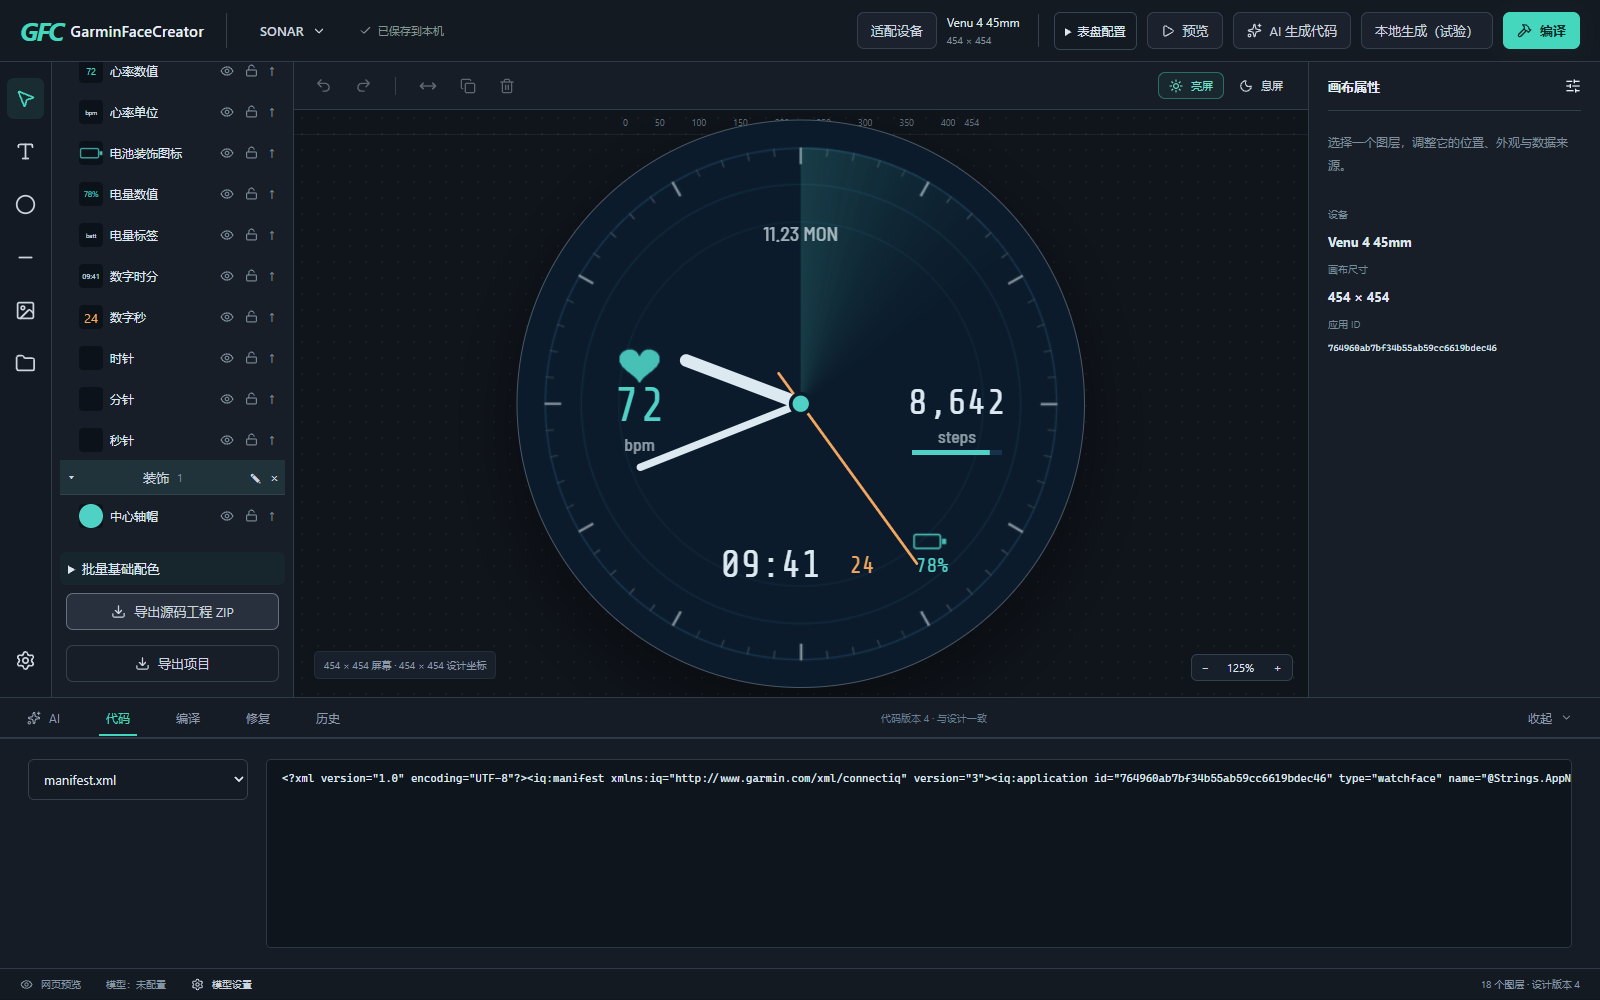 GFC GarminFaceCreator
SONAR
已保存到本机
适配设备
Venu 4 45mm
454 × 454
表盘配置
预览
AI 生成代码
本地生成（试验）
编译
72 心率数值
bpm 心率单位
电池装饰图标
78% 电量数值
batt 电量标签
09:41 数字时分
24 数字秒
时针
分针
秒针
装饰 1
中心轴帽
批量基础配色
导出源码工程 ZIP
导出项目
亮屏
息屏
0 50 100 150 300 350 400 454
11.23 MON
72
bpm
8,642
steps
09:41 24
78%
454 × 454 屏幕 · 454 × 454 设计坐标
− 125% +
画布属性
选择一个图层，调整它的位置、外观与数据来
源。
设备
Venu 4 45mm
画布尺寸
454 × 454
应用 ID
764960ab7bf34b55ab59cc6619bdec46
AI
代码
编译
修复
历史
代码版本 4 · 与设计一致
收起
manifest.xml
<?xml version="1.0" encoding="UTF-8"?><iq:manifest xmlns:iq="http://www.garmin.com/xml/connectiq" version="3"><iq:application id="764960ab7bf34b55ab59cc6619bdec46" type="watchface" name="@Strings.AppN
网页预览
模型：未配置
模型设置
18 个图层 · 设计版本 4